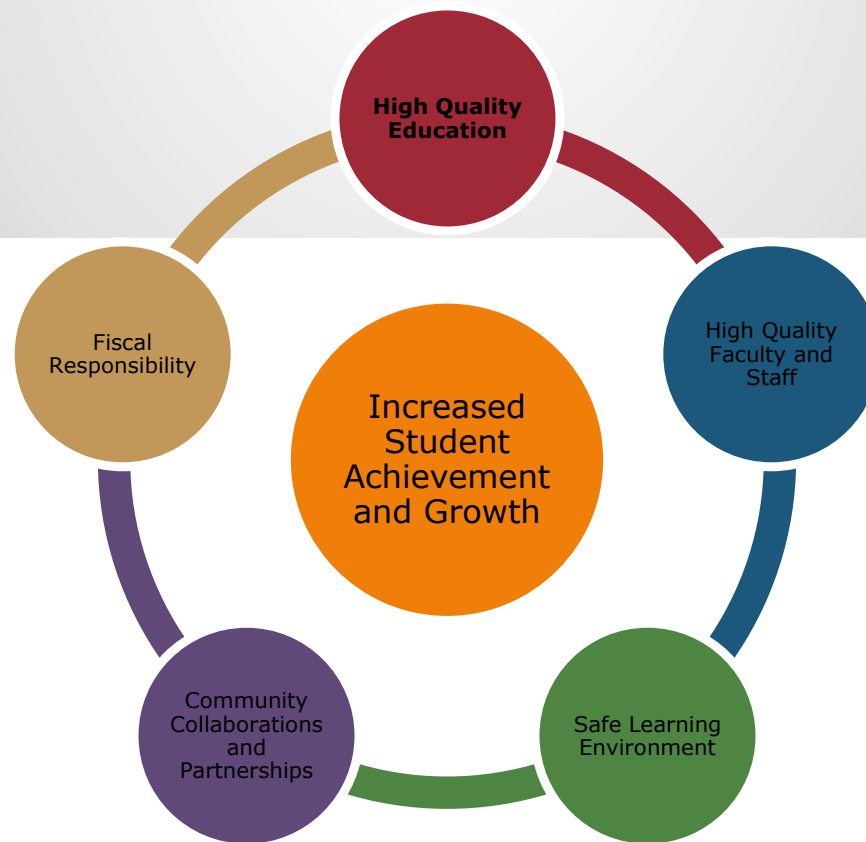 High Quality
Education
High Quality
Faculty and
Staff
Safe Learning
Environment
Community
Collaborations
and
Partnerships
Fiscal
Responsibility
Increased
Student
Achievement
and Growth